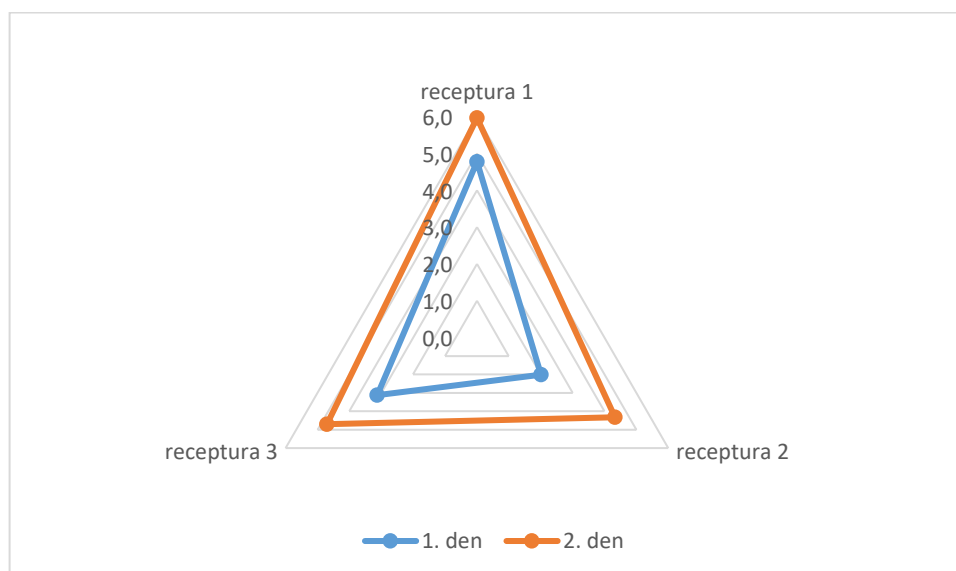 receptura 1
6,0
5,0
4,0
3,0
2,0
1,0
0,0
receptura 3
receptura 2
1. den
2. den